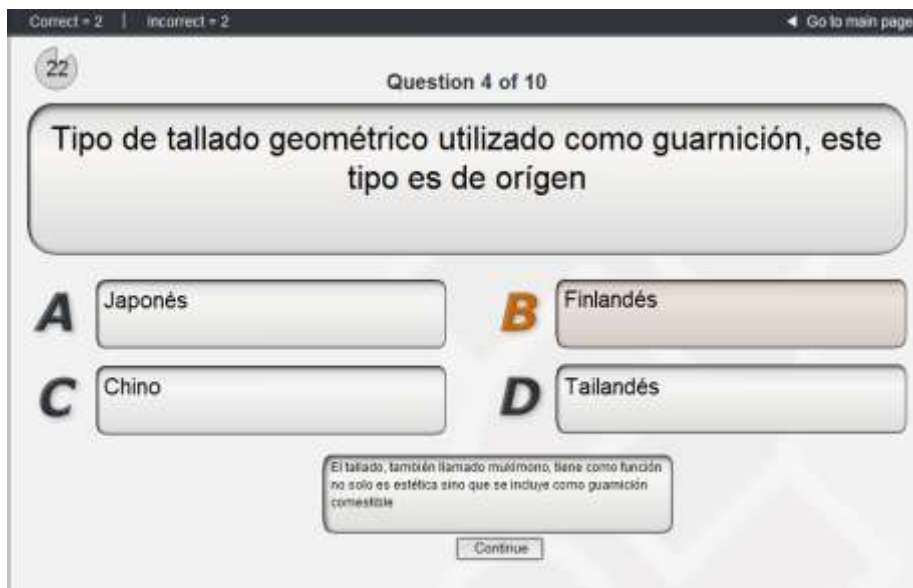 Correct = 2 | Incorrect = 2 ◄ Go to main page
22
Question 4 of 10
Tipo de tallado geométrico utilizado como guarnición, este
tipo es de orígen
A Japonés
B Finlandés
C Chino
D Tailandés
El tallado, también llamado mukimono, tiene como función
no solo es estética sino que se incluye como guarnición
comestible
Continue